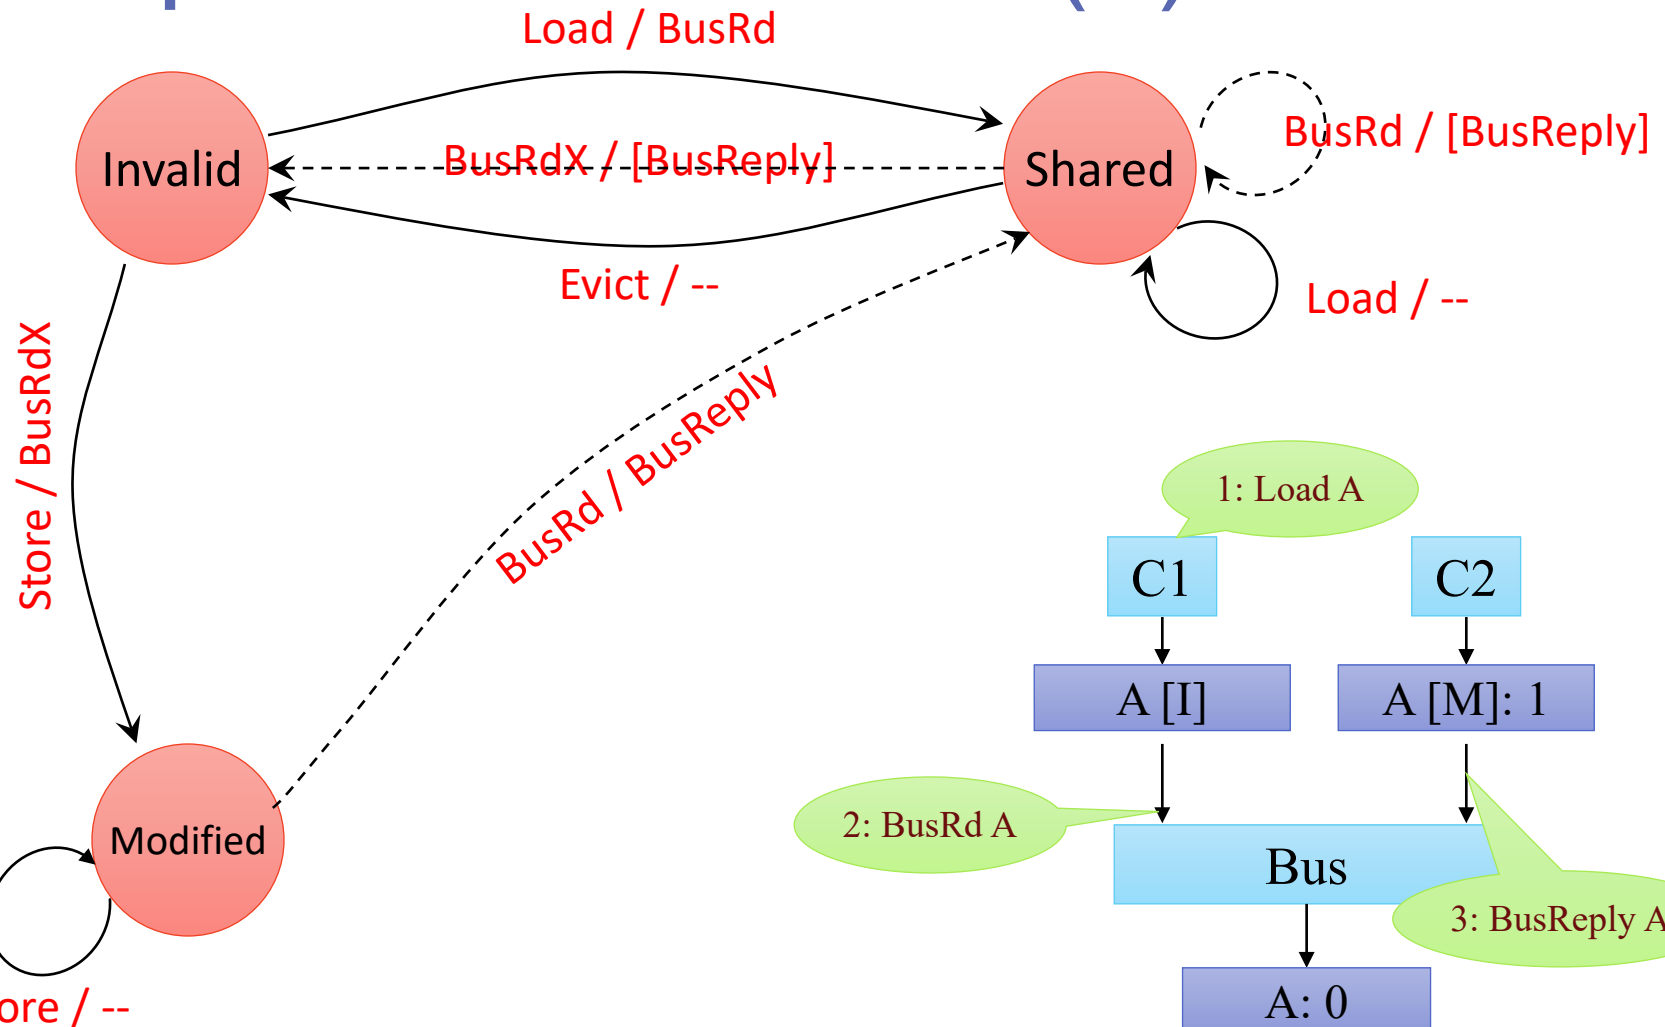 Load / BusRd
Invalid
BusRdX / [BusReply]
Shared
BusRd / [BusReply]
Evict / --
Load / --
Store / BusRdX
BusRd / BusReply
1: Load A
C1
C2
A [I]
A [M]: 1
Modified
2: BusRd A
Bus
3: BusReply A
A: 0
ore / --